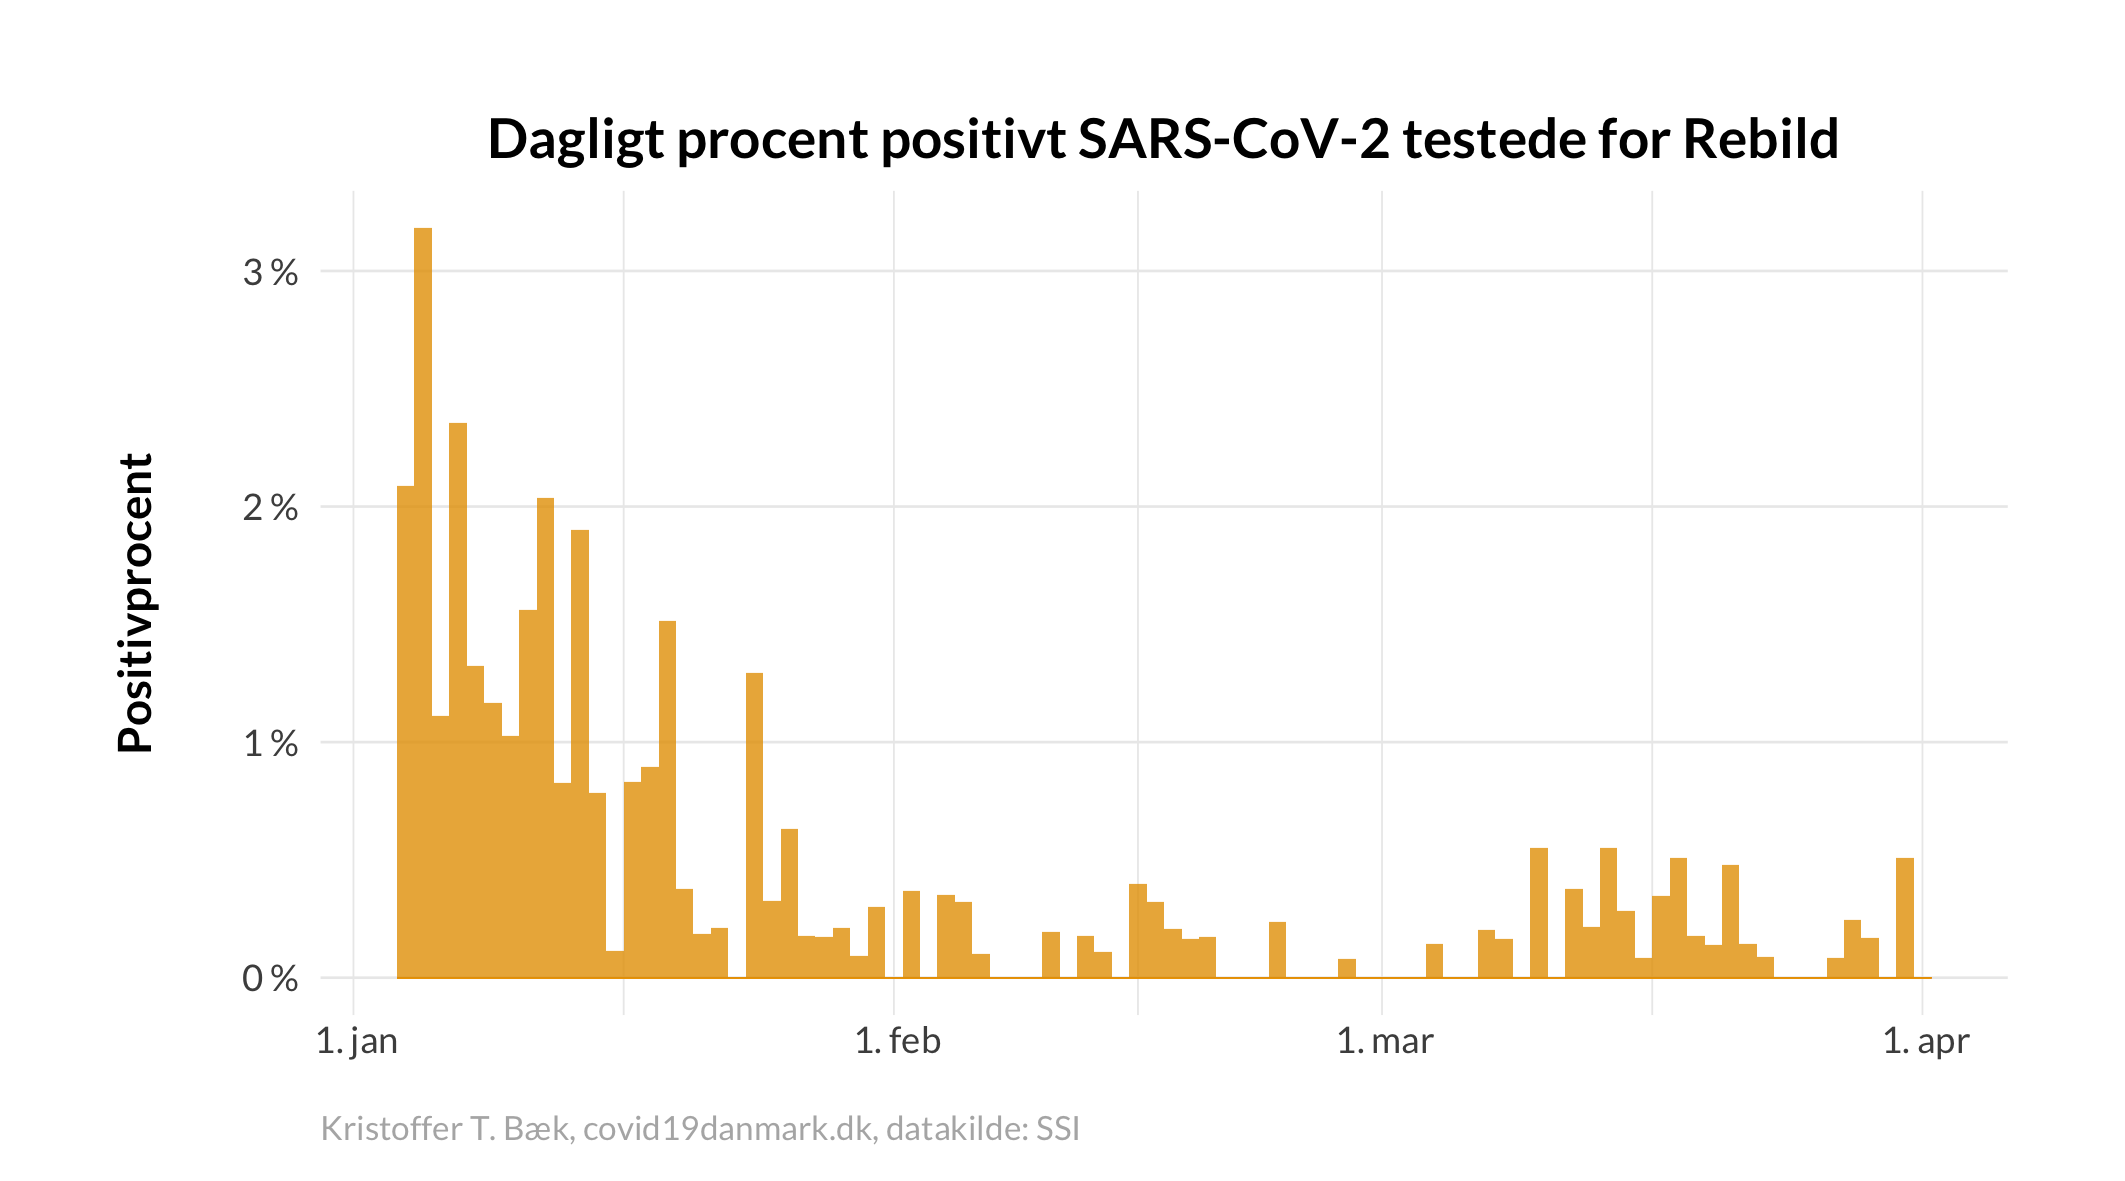 Dagligt procent positivt SARS-CoV-2 testede for Rebild
Positivprocent
3 %
2 %
1 %
0 %
1. jan
1. feb
1. mar
1. apr
Kristoffer T. Bæk, covid19danmark.dk, datakilde: SSI